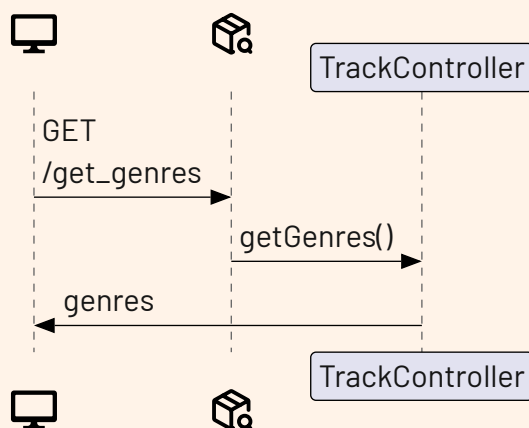 TrackController
GET
/get_genres
getGenres()
genres
TrackController